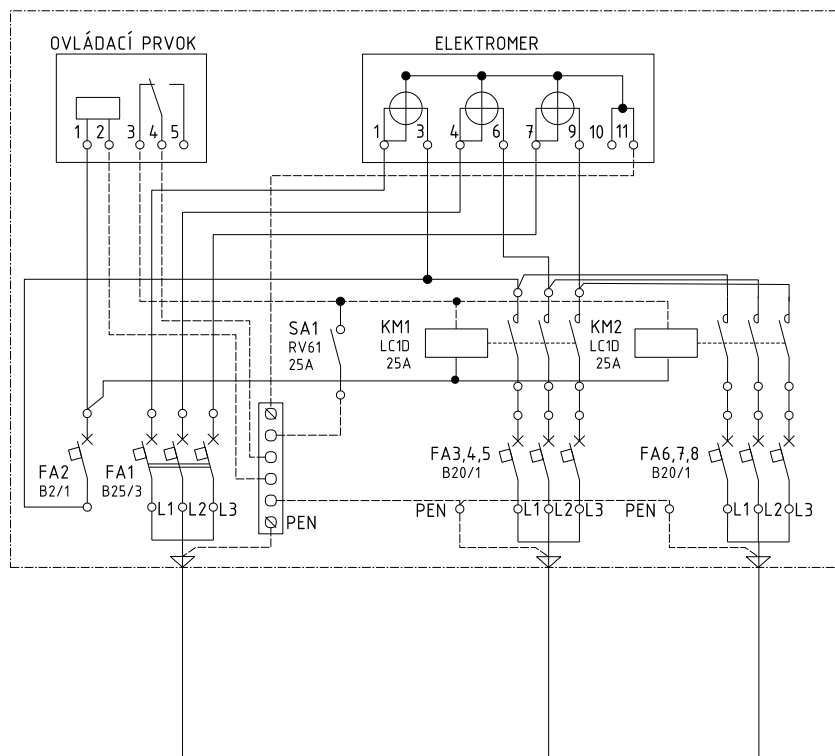 OVLÁDACÍ PRVOK
ELEKTROMER
1 2 3 4 5
1 3 4 6 7 9 10 11
SA1
RV61
25A
KM1
LC1D
25A
KM2
LC1D
25A
FA2
B2/1
FA1
B25/3
FA3,4,5
B20/1
FA6,7,8
B20/1
L1 L2 L3
PEN
PEN
L1 L2 L3
PEN
L1 L2 L3